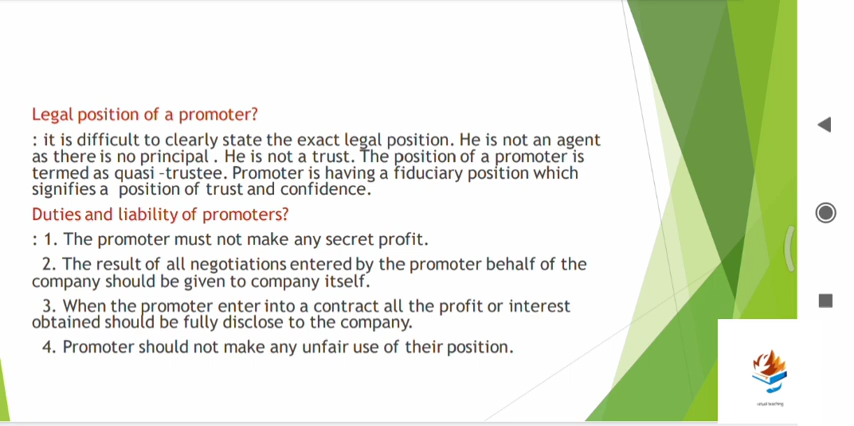 Legal position of a promoter?
: it is difficult to clearly state the exact legal position. He is not an agent
as there is no principal . He is not a trust. The position of a promoter is
termed as quasi -trustee. Promoter is having a fiduciary position which
signifies a position of trust and confidence.
Duties and liability of promoters?
: 1. The promoter must not make any secret profit.
2. The result of all negotiations entered by the promoter behalf of the
company should be given to company itself.
3. When the promoter enter into a contract all the profit or interest
obtained should be fully disclose to the company.
4. Promoter should not make any unfair use of their position.